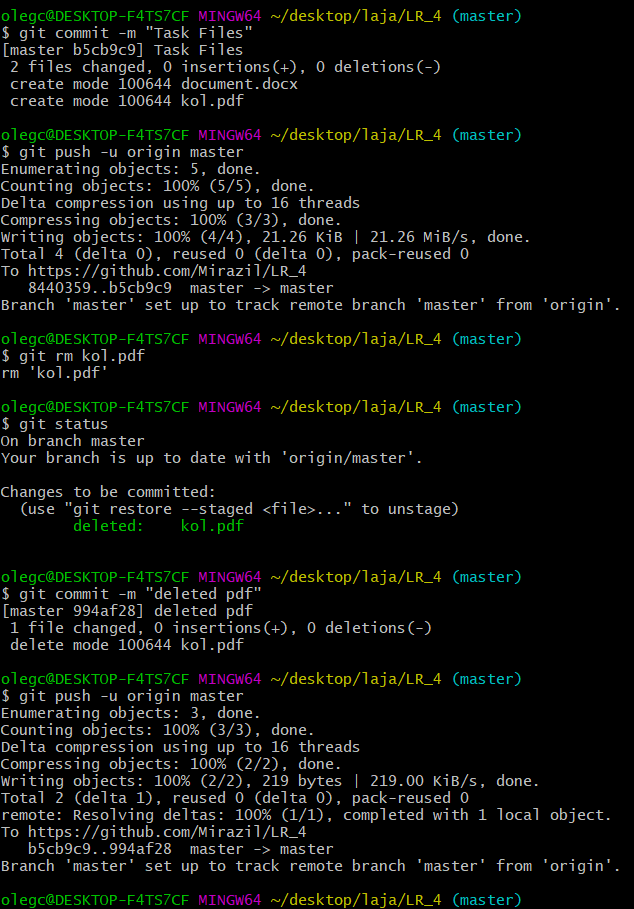 olegc@DESKTOP-F4TS7CF MINGW64 ~/desktop/laja/LR_4 (master)
$ git commit -m "Task Files"
[master b5cb9c9] Task Files
 2 files changed, 0 insertions(+), 0 deletions(-)
 create mode 100644 document.docx
 create mode 100644 kol.pdf

olegc@DESKTOP-F4TS7CF MINGW64 ~/desktop/laja/LR_4 (master)
$ git push -u origin master
Enumerating objects: 5, done.
Counting objects: 100% (5/5), done.
Delta compression using up to 16 threads
Compressing objects: 100% (3/3), done.
Writing objects: 100% (4/4), 21.26 KiB | 21.26 MiB/s, done.
Total 4 (delta 0), reused 0 (delta 0), pack-reused 0
To https://github.com/Mirazil/LR_4
   8440359..b5cb9c9  master -> master
Branch 'master' set up to track remote branch 'master' from 'origin'.

olegc@DESKTOP-F4TS7CF MINGW64 ~/desktop/laja/LR_4 (master)
$ git rm kol.pdf
rm 'kol.pdf'

olegc@DESKTOP-F4TS7CF MINGW64 ~/desktop/laja/LR_4 (master)
$ git status
On branch master
Your branch is up to date with 'origin/master'.

Changes to be committed:
  (use "git restore --staged <file>..." to unstage)
        deleted:    kol.pdf


olegc@DESKTOP-F4TS7CF MINGW64 ~/desktop/laja/LR_4 (master)
$ git commit -m "deleted pdf"
[master 994af28] deleted pdf
 1 file changed, 0 insertions(+), 0 deletions(-)
 delete mode 100644 kol.pdf

olegc@DESKTOP-F4TS7CF MINGW64 ~/desktop/laja/LR_4 (master)
$ git push -u origin master
Enumerating objects: 3, done.
Counting objects: 100% (3/3), done.
Delta compression using up to 16 threads
Compressing objects: 100% (2/2), done.
Writing objects: 100% (2/2), 219 bytes | 219.00 KiB/s, done.
Total 2 (delta 1), reused 0 (delta 0), pack-reused 0
remote: Resolving deltas: 100% (1/1), completed with 1 local object.
To https://github.com/Mirazil/LR_4
   b5cb9c9..994af28  master -> master
Branch 'master' set up to track remote branch 'master' from 'origin'.

olegc@DESKTOP-F4TS7CF MINGW64 ~/desktop/laja/LR_4 (master)